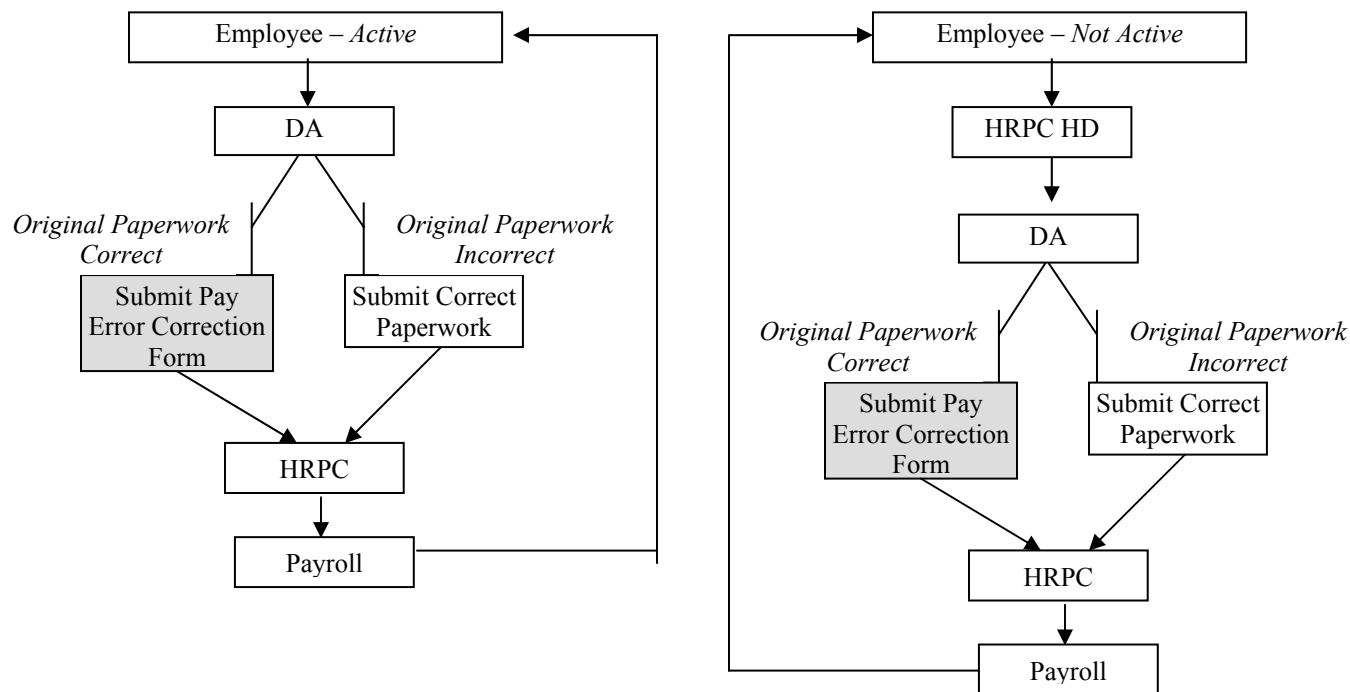 Employee – Active
DA
Original Paperwork
Correct
Original Paperwork
Incorrect
Submit Pay
Error Correction
Form
Submit Correct
Paperwork
HRPC
Payroll
Employee – Not Active
HRPC HD
DA
Original Paperwork
Correct
Original Paperwork
Incorrect
Submit Pay
Error Correction
Form
Submit Correct
Paperwork
HRPC
Payroll